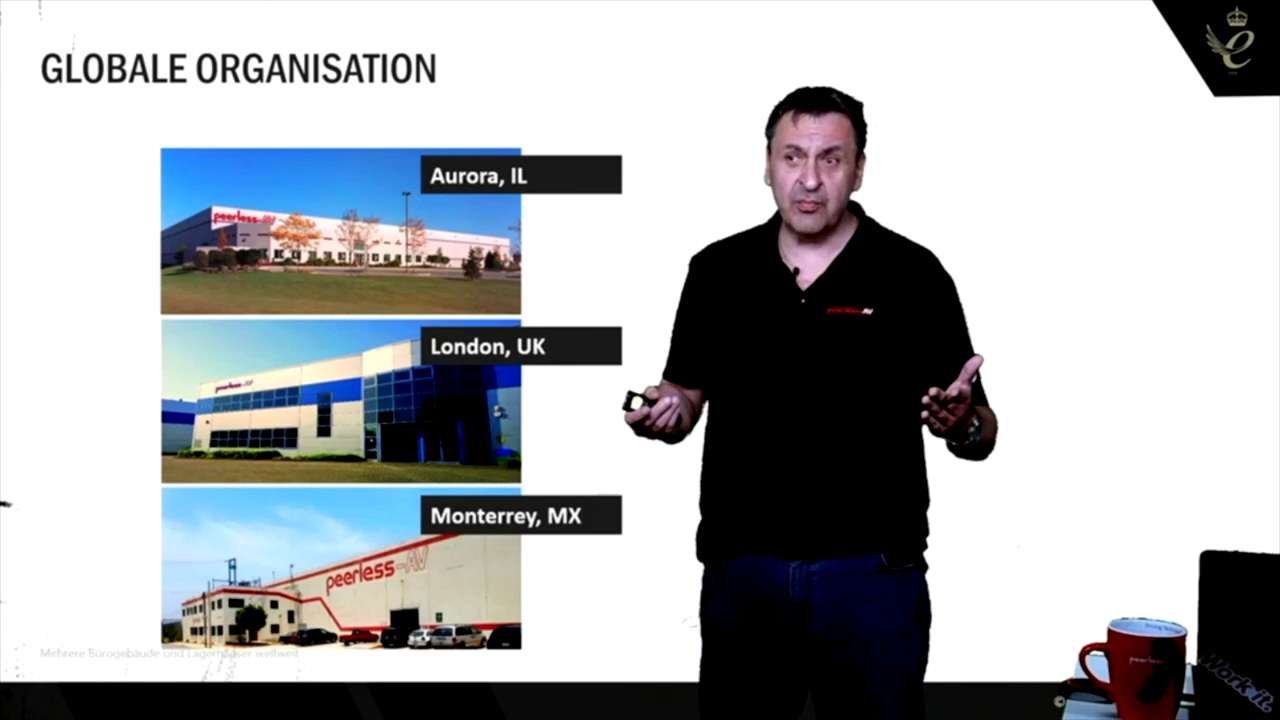 GLOBALE ORGANISATION
Aurora, IL
peerless-AV
London, UK
peerless-AV
Monterrey, MX
peerless-AV
peerless-AV
Mehrere Bürogebäude und Lagerhäuser weltweit
peerless
Work it.
©